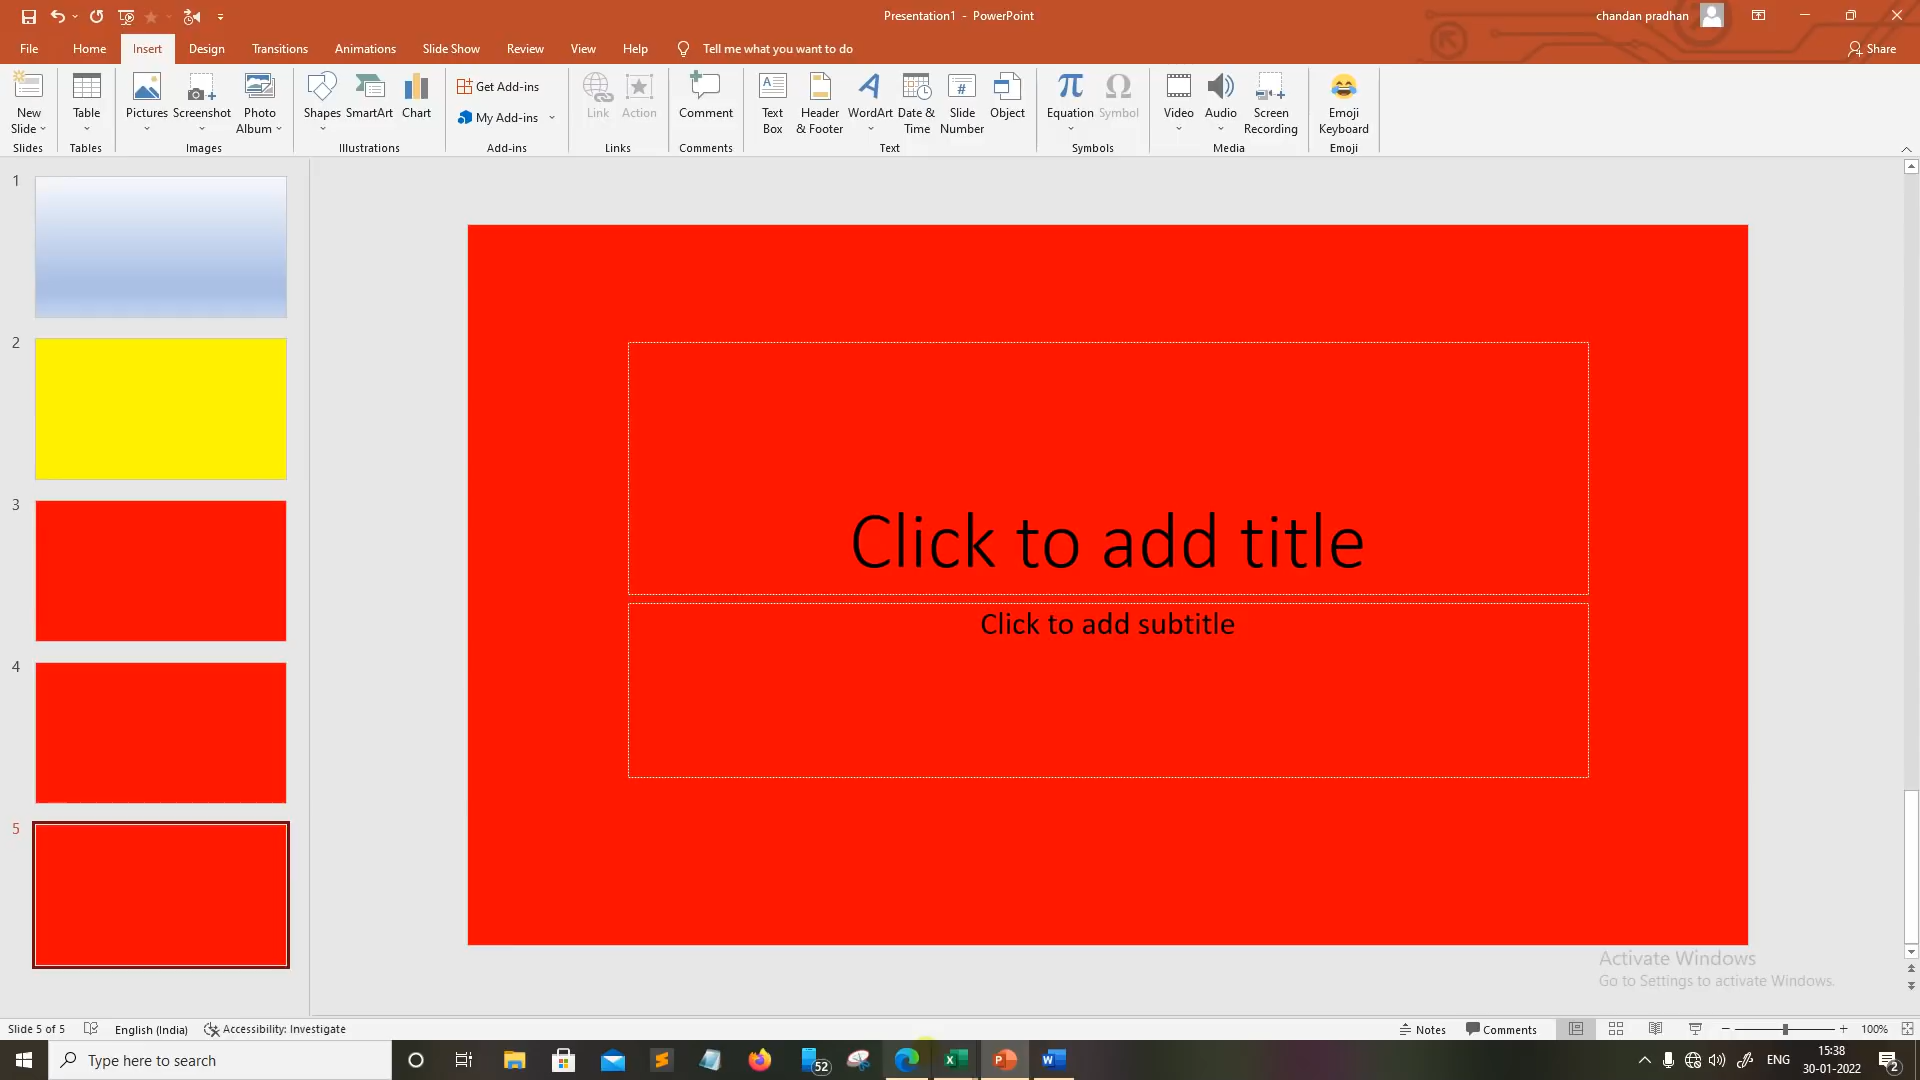 Presentation1 - PowerPoint
chandan pradhan
File Home Insert Design Transitions Animations Slide Show Review View Help Tell me what you want to do
Share
New Slide
Table
Pictures
Screenshot
Photo Album
Shapes
SmartArt
Chart
Get Add-ins
My Add-ins
Link
Action
Comment
Text Box
Header & Footer
WordArt
Date & Time
Slide Number
Object
Equation
Symbol
Video
Audio
Screen Recording
Emoji Keyboard
Slides Tables Images Illustrations Add-ins Links Comments Text Symbols Media Emoji
1
2
3
4
5
Click to add title
Click to add subtitle
Activate Windows
Go to Settings to activate Windows.
Slide 5 of 5 English (India) Accessibility: Investigate
Notes Comments 100%
Type here to search
52
ENG
15:38
30-01-2022
2